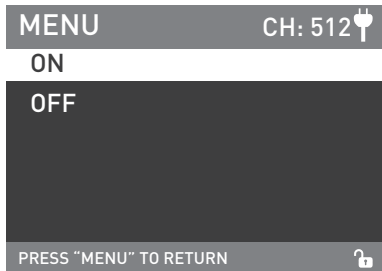 MENU CH: 512
ON
OFF
PRESS “MENU” TO RETURN